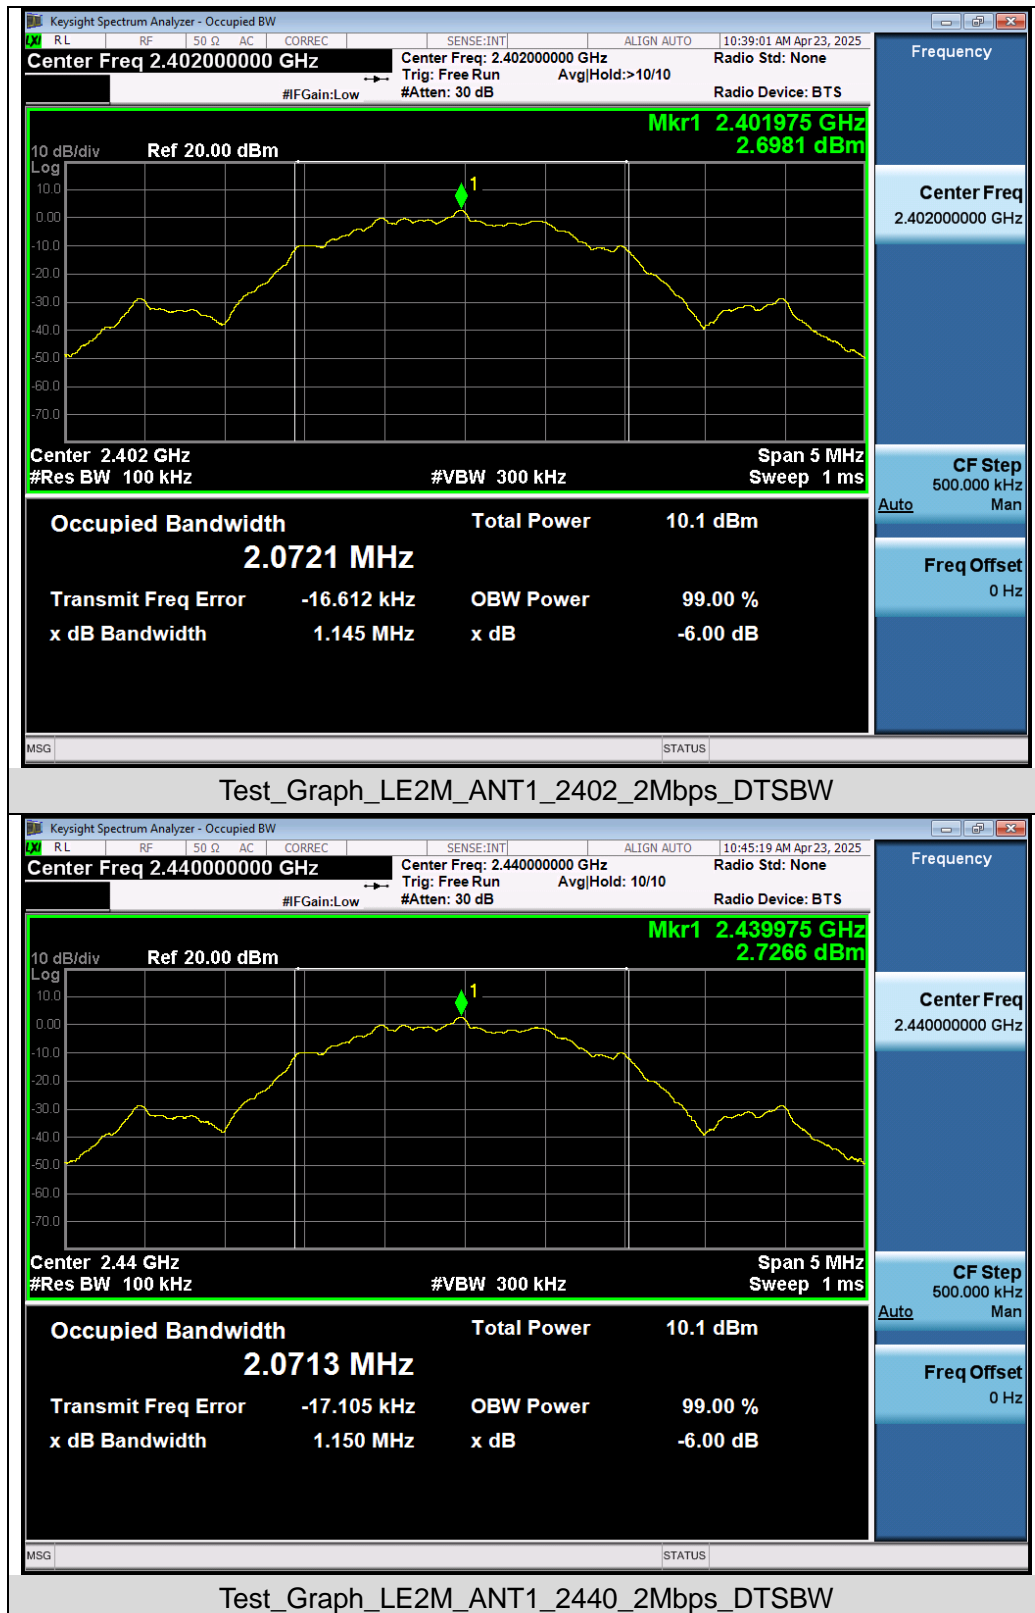 Keysight Spectrum Analyzer - Occupied BW
LXI RL RF 50 Ω AC CORREC SENSE:INT ALIGN AUTO 10:39:01 AM Apr 23, 2025
Center Freq 2.402000000 GHz Center Freq: 2.402000000 GHz Radio Std: None
Trig: Free Run Avg|Hold:>10/10
#IFGain:Low #Atten: 30 dB Radio Device: BTS
Frequency
Mkr1 2.401975 GHz
2.6981 dBm
10 dB/div Ref 20.00 dBm
Log
1
10.0
0.00
-10.0
-20.0
-30.0
-40.0
-50.0
-60.0
-70.0
Center 2.402 GHz Span 5 MHz
#Res BW 100 kHz #VBW 300 kHz Sweep 1 ms
Center Freq
2.402000000 GHz
CF Step
500.000 kHz
Auto Man
Freq Offset
0 Hz
Occupied Bandwidth Total Power 10.1 dBm
2.0721 MHz
Transmit Freq Error -16.612 kHz OBW Power 99.00 %
x dB Bandwidth 1.145 MHz x dB -6.00 dB
MSG STATUS
Test_Graph_LE2M_ANT1_2402_2Mbps_DTSBW
Keysight Spectrum Analyzer - Occupied BW
LXI RL RF 50 Ω AC CORREC SENSE:INT ALIGN AUTO 10:45:19 AM Apr 23, 2025
Center Freq 2.440000000 GHz Center Freq: 2.440000000 GHz Radio Std: None
Trig: Free Run Avg|Hold: 10/10
#IFGain:Low #Atten: 30 dB Radio Device: BTS
Frequency
Mkr1 2.439975 GHz
2.7266 dBm
10 dB/div Ref 20.00 dBm
Log
1
10.0
0.00
-10.0
-20.0
-30.0
-40.0
-50.0
-60.0
-70.0
Center 2.44 GHz Span 5 MHz
#Res BW 100 kHz #VBW 300 kHz Sweep 1 ms
Center Freq
2.440000000 GHz
CF Step
500.000 kHz
Auto Man
Freq Offset
0 Hz
Occupied Bandwidth Total Power 10.1 dBm
2.0713 MHz
Transmit Freq Error -17.105 kHz OBW Power 99.00 %
x dB Bandwidth 1.150 MHz x dB -6.00 dB
MSG STATUS
Test_Graph_LE2M_ANT1_2440_2Mbps_DTSBW